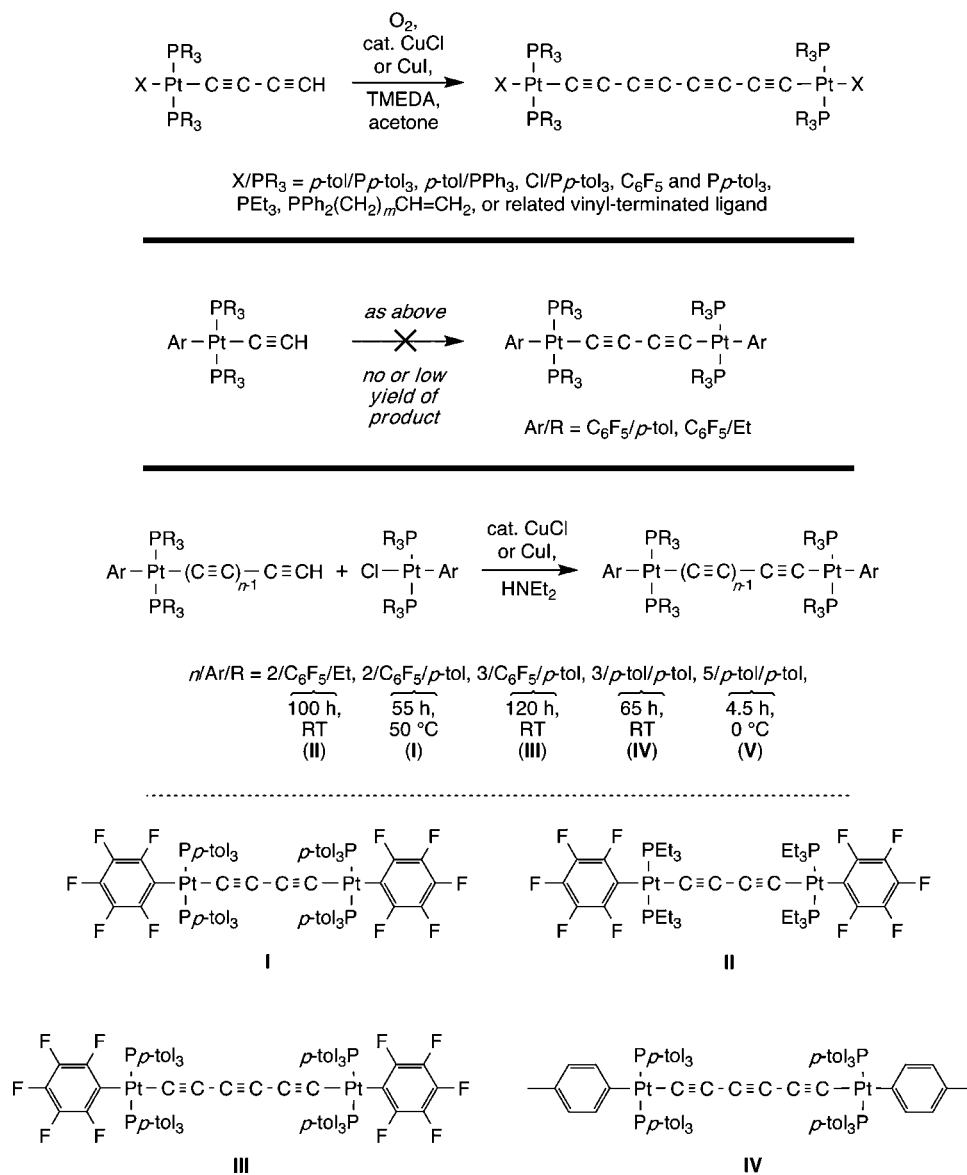 O2,
cat. CuCl
or CuI,
TMEDA,
acetone
PR3
X-Pt-C≡C-C≡CH
PR3
PR3 R3P
X-Pt-C≡C-C≡C-C≡C-C≡C-Pt-X
PR3 R3P
X/PR3 = p-tol/Pp-tol3, p-tol/PPh3, Cl/Pp-tol3, C6F5 and Pp-tol3,
PEt3, PPh2(CH2)mCH=CH2, or related vinyl-terminated ligand
PR3
Ar-Pt-C≡CH
PR3
as above
no or low
yield of
product
PR3 R3P
Ar-Pt-C≡C-C≡C-Pt-Ar
PR3 R3P
Ar/R = C6F5/p-tol, C6F5/Et
PR3 R3P
Ar-Pt-(C≡C)n-1-C≡CH + Cl-Pt-Ar
PR3 R3P
cat. CuCl
or CuI,
HNEt2
PR3 R3P
Ar-Pt-(C≡C)n-1-C≡C-Pt-Ar
PR3 R3P
n/Ar/R = 2/C6F5/Et, 2/C6F5/p-tol, 3/C6F5/p-tol, 3/p-tol/p-tol, 5/p-tol/p-tol,
100 h, 55 h, 120 h, 65 h, 4.5 h,
RT 50 °C RT RT 0 °C
(II) (I) (III) (IV) (V)
F F Pp-tol3 p-tol3P F F
F Pt-C≡C-C≡C-Pt F
F F Pp-tol3 p-tol3P F F
I
F F PEt3 Et3P F F
F Pt-C≡C-C≡C-Pt F
F F PEt3 Et3P F F
II
F F Pp-tol3 p-tol3P F F
F Pt-C≡C-C≡C-C≡C-Pt F
F F Pp-tol3 p-tol3P F F
III
Pp-tol3 p-tol3P
Pt-C≡C-C≡C-C≡C-Pt
Pp-tol3 p-tol3P
IV